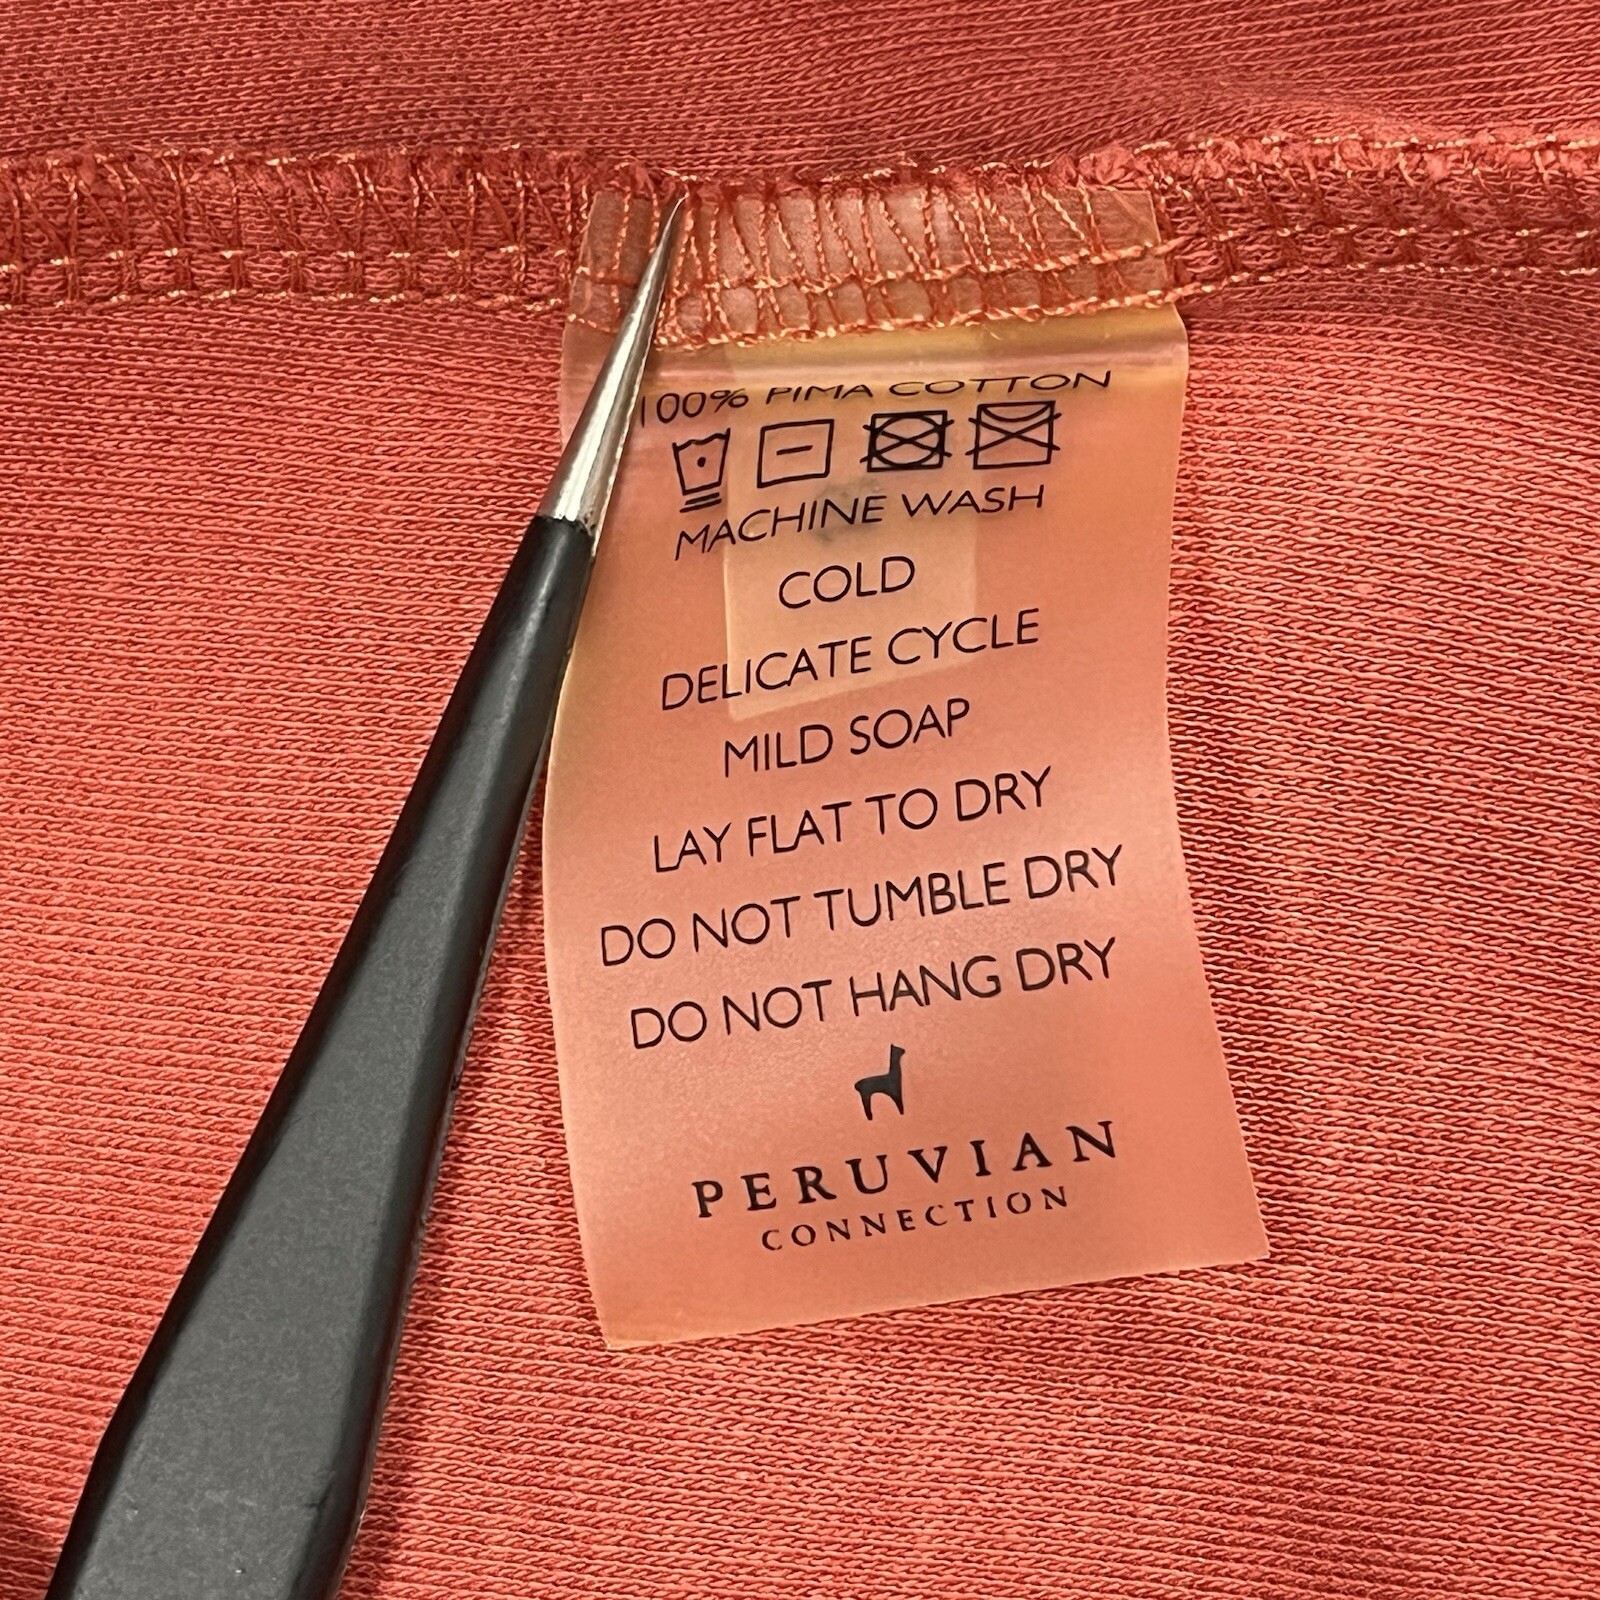 100% PIMA COTTON
MACHINE WASH
COLD
DELICATE CYCLE
MILD SOAP
LAY FLAT TO DRY
DO NOT TUMBLE DRY
DO NOT HANG DRY
PERUVIAN
CONNECTION